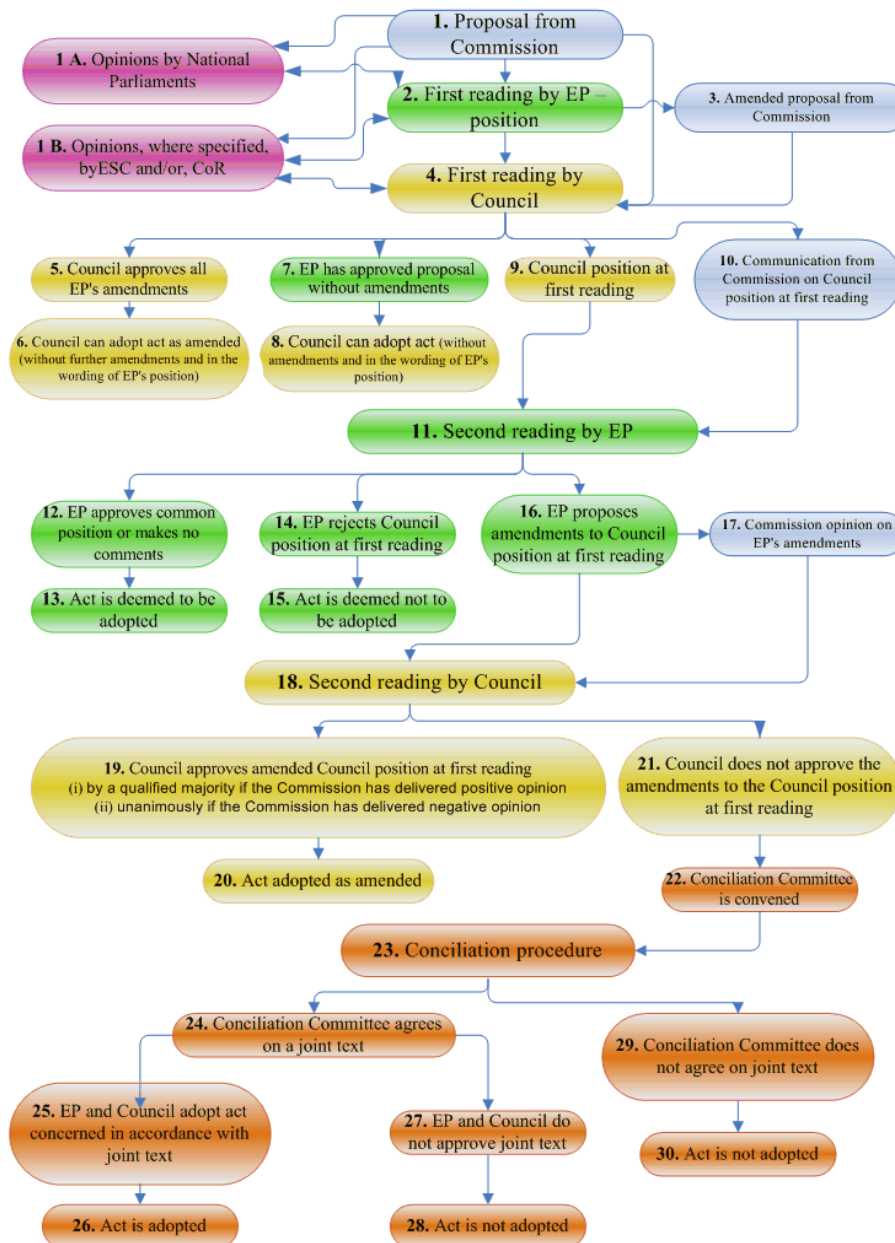 1. Proposal from
Commission
1 A. Opinions by National
Parliaments
2. First reading by EP –
position
3. Amended proposal from
Commission
1 B. Opinions, where specified,
byESC and/or, CoR
4. First reading by
Council
5. Council approves all
EP's amendments
7. EP has approved proposal
without amendments
9. Council position at
first reading
10. Communication from
Commission on Council
position at first reading
6. Council can adopt act as amended
(without further amendments and in the
wording of EP's position)
8. Council can adopt act (without
amendments and in the wording of EP's
position)
11. Second reading by EP
12. EP approves common
position or makes no
comments
14. EP rejects Council
position at first reading
16. EP proposes
amendments to Council
position at first reading
17. Commission opinion on
EP's amendments
13. Act is deemed to be
adopted
15. Act is deemed not to
be adopted
18. Second reading by Council
19. Council approves amended Council position at first reading
(i) by a qualified majority if the Commission has delivered positive opinion
(ii) unanimously if the Commission has delivered negative opinion
21. Council does not approve the
amendments to the Council position
at first reading
20. Act adopted as amended
22. Conciliation Committee
is convened
23. Conciliation procedure
24. Conciliation Committee agrees
on a joint text
29. Conciliation Committee does
not agree on joint text
25. EP and Council adopt act
concerned in accordance with
joint text
27. EP and Council do
not approve joint text
30. Act is not adopted
26. Act is adopted
28. Act is not adopted